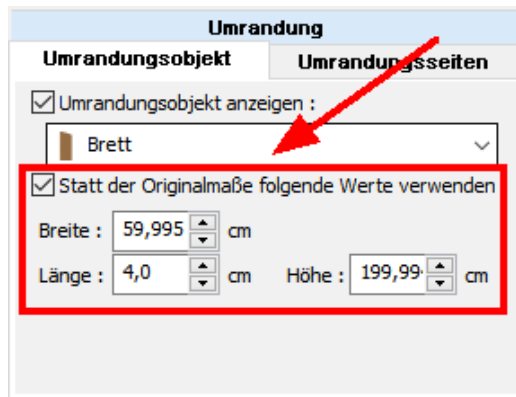 Umrandung
Umrandungsobjekt Umrandungsseiten
Umrandungsobjekt anzeigen :
Brett
Statt der Originalmaße folgende Werte verwenden
Breite : 59,995 cm
Länge : 4,0 cm Höhe : 199,99 cm